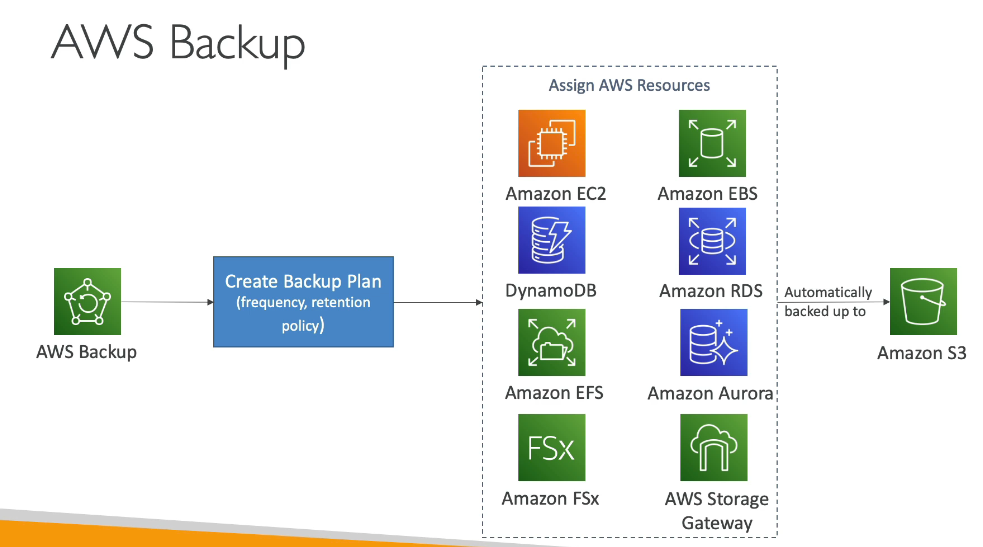 AWS Backup
Assign AWS Resources
Amazon EC2
Amazon EBS
DynamoDB
Amazon RDS
Create Backup Plan
(frequency, retention
policy)
AWS Backup
Automatically
backed up to
Amazon S3
Amazon EFS
Amazon Aurora
FSx
Amazon FSx
AWS Storage
Gateway